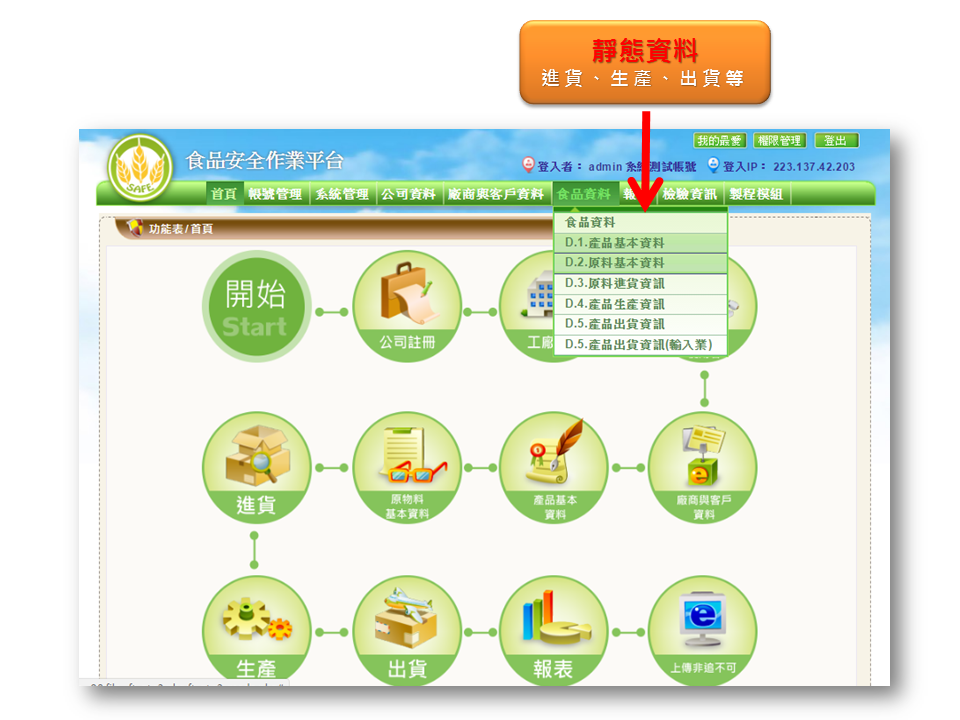 靜態資料
進貨、生產、出貨等
我的最愛 權限管理 登出
食品安全作業平台
登入者: admin 系統測試帳號 登入IP: 223.137.42.203
SAFE
首頁 帳號管理 系統管理 公司資料 廠商與客戶資料 食品資料 檢驗資訊 製程模組
功能表/首頁
食品資料
D.1.產品基本資料
D.2.原料基本資料
D.3.原料進貨資訊
D.4.產品生產資訊
D.5.產品出貨資訊
D.5.產品出貨資訊(輸入業)
開始
Start
公司註冊
工廠
進貨
原物料
基本資料
產品基本
資料
廠商與客戶
資料
生產
出貨
報表
上傳非追不可